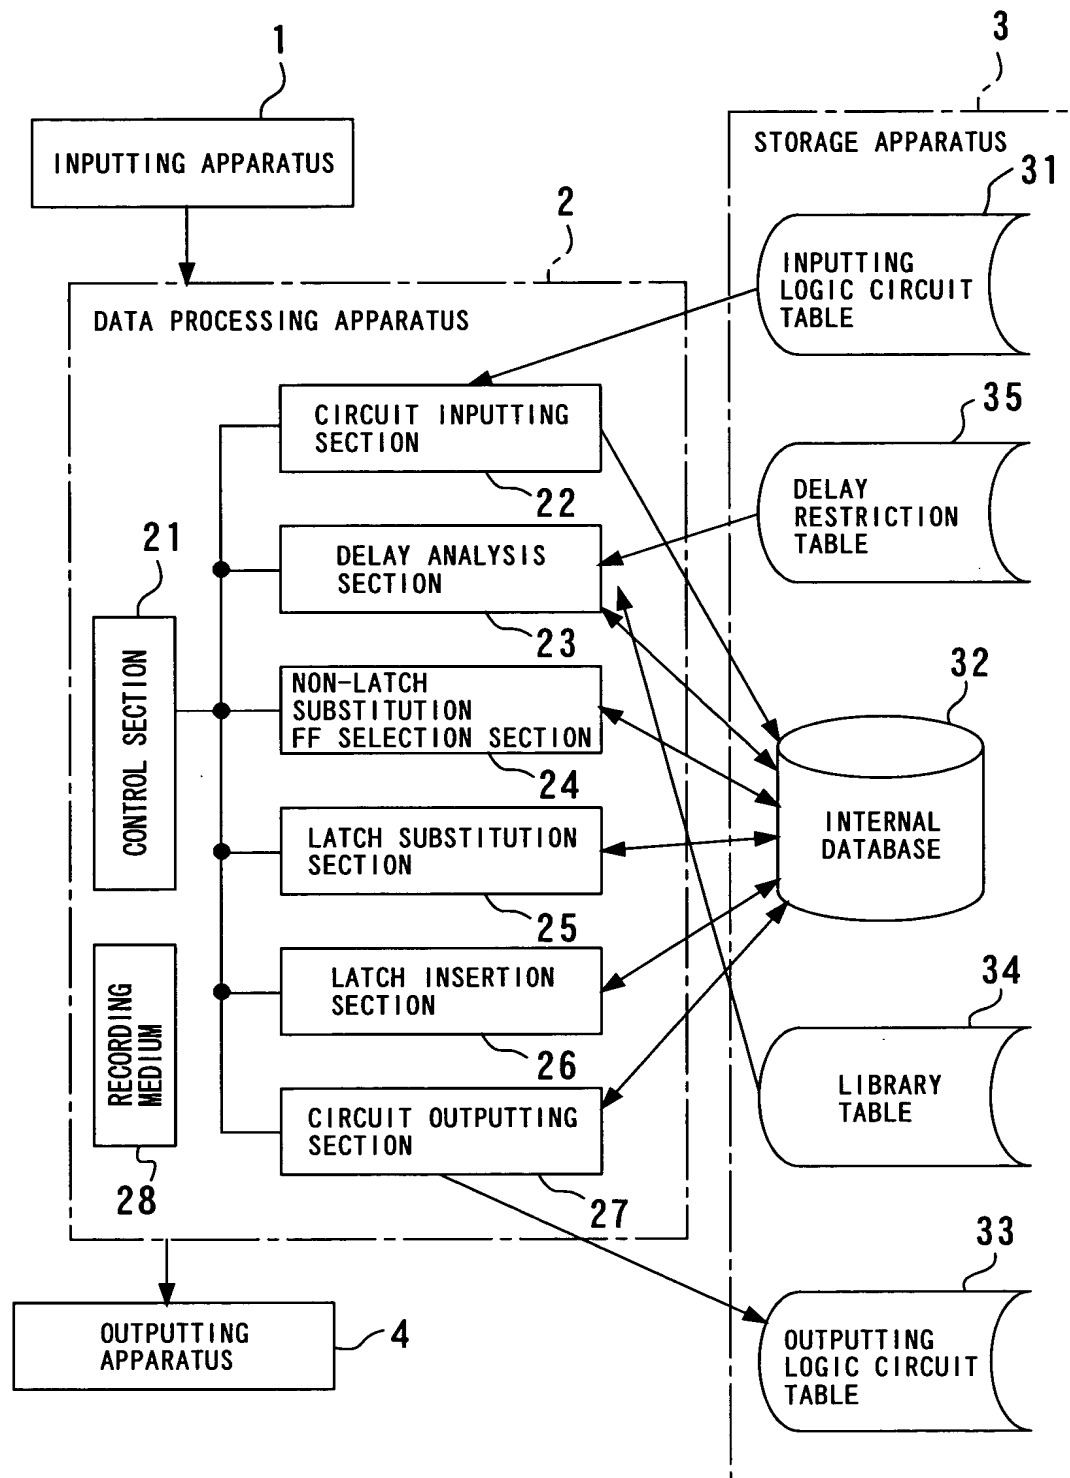 1
INPUTTING APPARATUS
2
DATA PROCESSING APPARATUS
CIRCUIT INPUTTING
SECTION
22
DELAY ANALYSIS
SECTION
23
21
CONTROL SECTION
NON-LATCH
SUBSTITUTION
FF SELECTION SECTION
24
LATCH SUBSTITUTION
SECTION
25
RECORDING
MEDIUM
28
LATCH INSERTION
SECTION
26
CIRCUIT OUTPUTTING
SECTION
27
OUTPUTTING
APPARATUS
4
3
STORAGE APPARATUS
31
INPUTTING
LOGIC CIRCUIT
TABLE
35
DELAY
RESTRICTION
TABLE
32
INTERNAL
DATABASE
34
LIBRARY
TABLE
33
OUTPUTTING
LOGIC CIRCUIT
TABLE